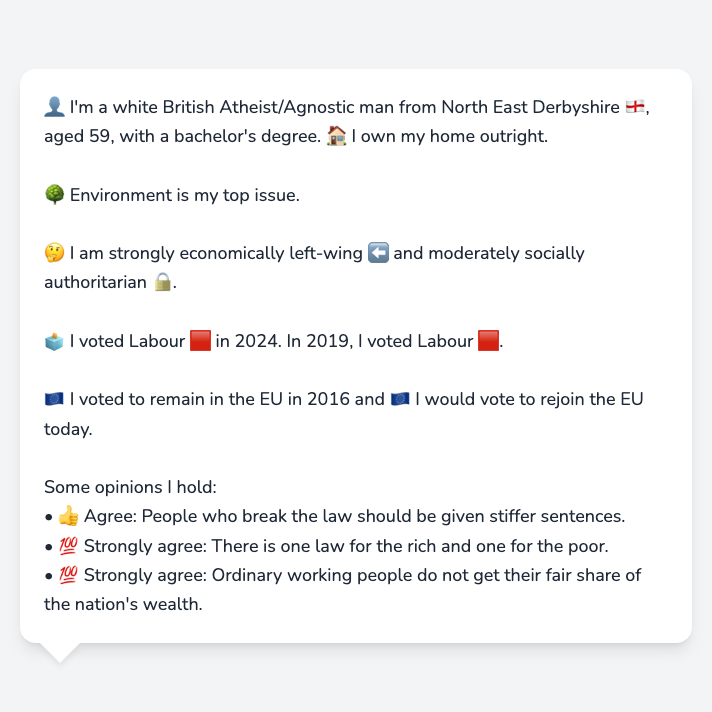 👤 I'm a white British Atheist/Agnostic man from North East Derbyshire 🏴󠁧󠁢󠁥󠁮󠁧󠁿,
aged 59, with a bachelor's degree. 🏠 I own my home outright.
🌳 Environment is my top issue.
🤔 I am strongly economically left-wing ⬅️ and moderately socially
authoritarian 🔒.
🗳️ I voted Labour 🟥 in 2024. In 2019, I voted Labour 🟥.
🇪🇺 I voted to remain in the EU in 2016 and 🇪🇺 I would vote to rejoin the EU
today.
Some opinions I hold:
• 👍 Agree: People who break the law should be given stiffer sentences.
• 💯 Strongly agree: There is one law for the rich and one for the poor.
• 💯 Strongly agree: Ordinary working people do not get their fair share of
the nation's wealth.